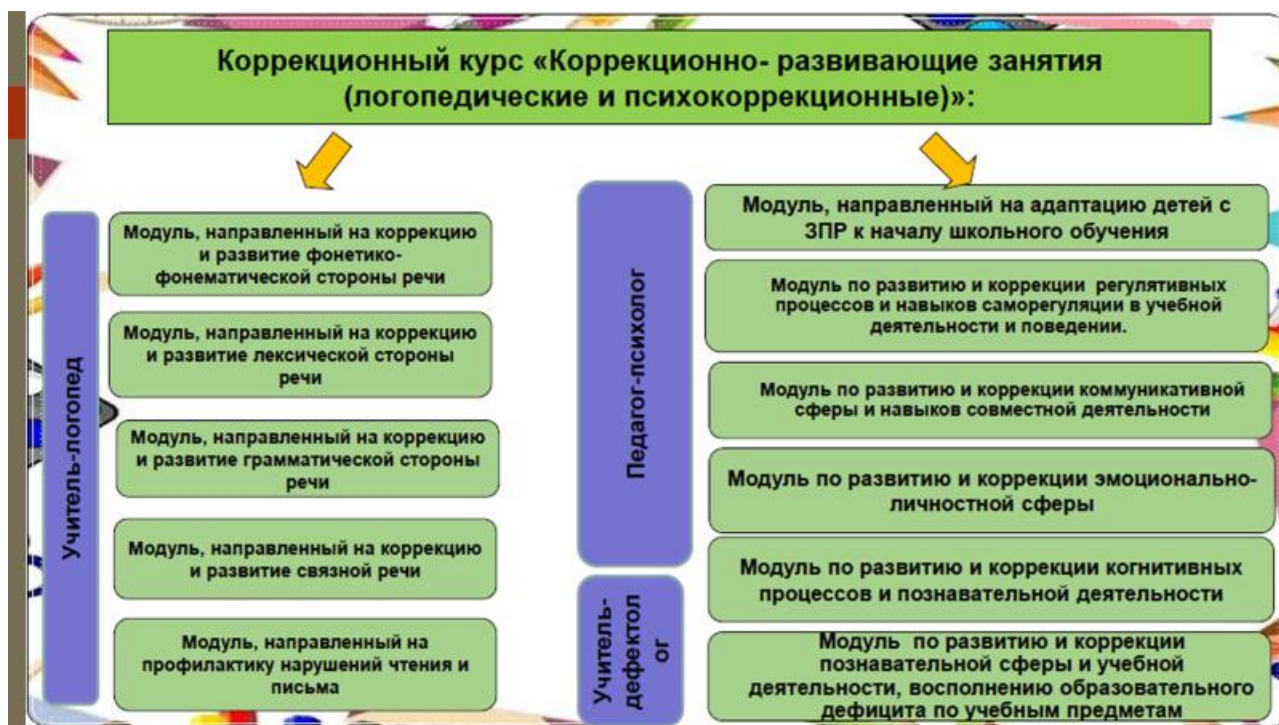 Коррекционный курс «Коррекционно- развивающие занятия
(логопедические и психокоррекционные)»:
Учитель-логопед
Модуль, направленный на коррекцию
и развитие фонетико-
фонематической стороны речи
Модуль, направленный на коррекцию
и развитие лексической стороны
речи
Модуль, направленный на коррекцию
и развитие грамматической стороны
речи
Модуль, направленный на коррекцию
и развитие связной речи
Модуль, направленный на
профилактику нарушений чтения и
письма
Педагог-психолог
Модуль, направленный на адаптацию детей с
ЗПР к началу школьного обучения
Модуль по развитию и коррекции регулятивных
процессов и навыков саморегуляции в учебной
деятельности и поведении.
Модуль по развитию и коррекции коммуникативной
сферы и навыков совместной деятельности
Модуль по развитию и коррекции эмоционально-
личностной сферы
Модуль по развитию и коррекции когнитивных
процессов и познавательной деятельности
Учитель-
дефектол
ог
Модуль по развитию и коррекции
познавательной сферы и учебной
деятельности, восполнению образовательного
дефицита по учебным предметам